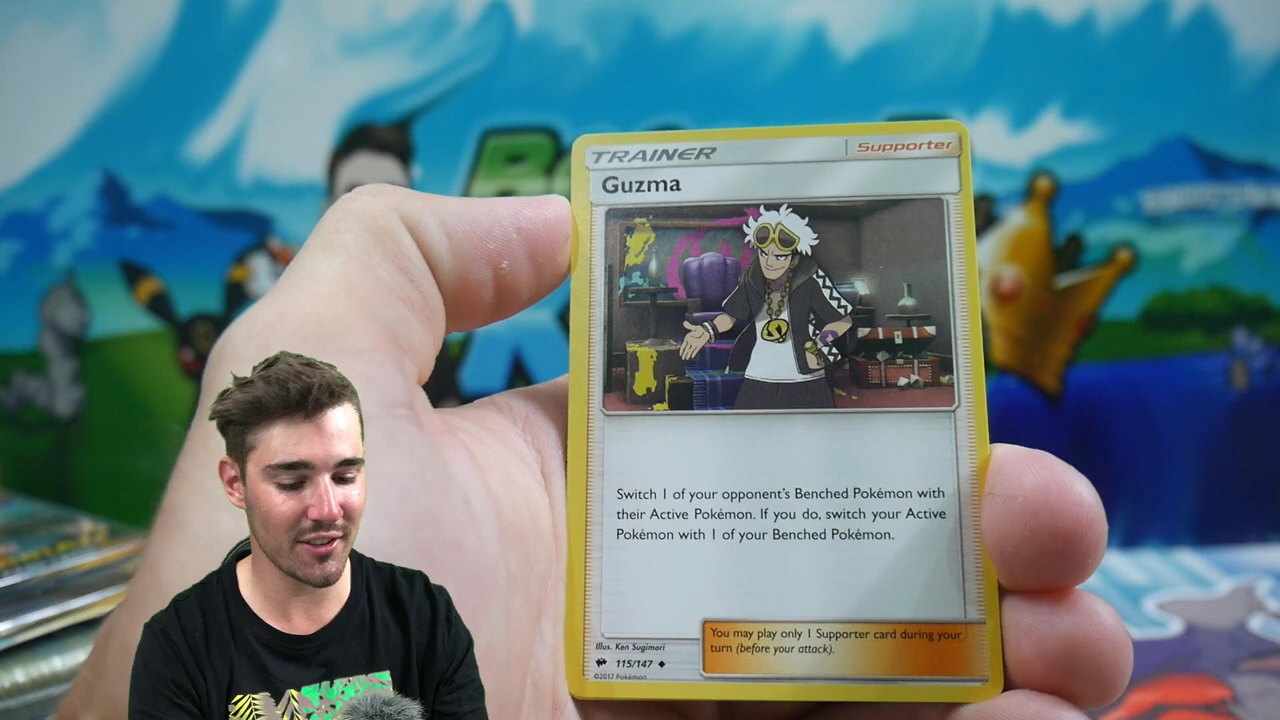 TRAINER
Supporter
Guzma
Switch 1 of your opponent's Benched Pokémon with
their Active Pokémon. If you do, switch your Active
Pokémon with 1 of your Benched Pokémon.
You may play only 1 Supporter card during your
turn (before your attack).
Illus. Ken Sugimori
115/147
©2017 Pokémon